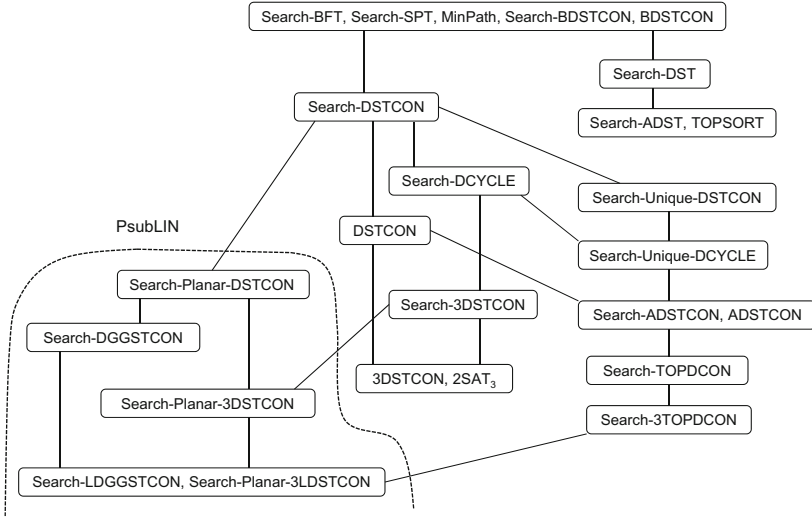 Search-BFT, Search-SPT, MinPath, Search-BDSTCON, BDSTCON
Search-DST
Search-DSTCON
Search-ADST, TOPSORT
Search-DCYCLE
Search-Unique-DSTCON
PsubLIN
DSTCON
Search-Unique-DCYCLE
Search-Planar-DSTCON
Search-3DSTCON
Search-ADSTCON, ADSTCON
Search-DGGSTCON
3DSTCON, 2SAT₃
Search-TOPDCON
Search-Planar-3DSTCON
Search-3TOPDCON
Search-LDGGSTCON, Search-Planar-3LDSTCON